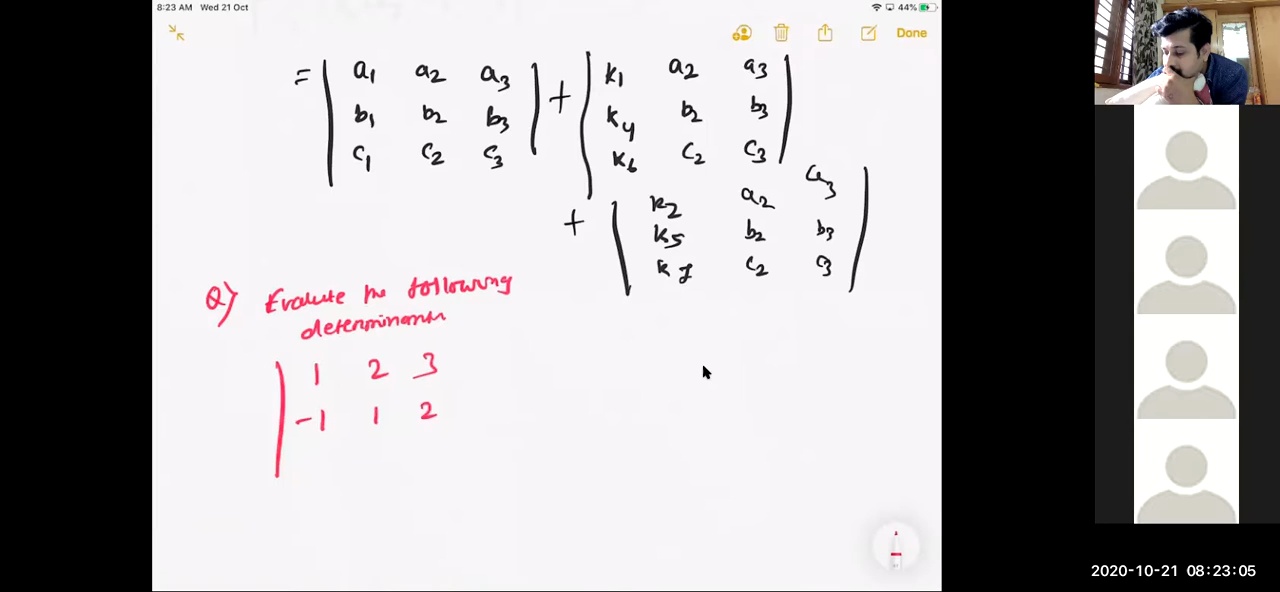 8:23 AM Wed 21 Oct
44%
Done
= | a1 a2 a3 | + | k1 a2 a3 |
| b1 b2 b3 | | k4 b2 b3 |
| c1 c2 c3 | | k6 c2 c3 |
+ | k2 a2 a3 |
| k5 b2 b3 |
| k7 c2 c3 |
Q) Evaluate the following
determinants
| 1 2 3
| -1 1 2
2020-10-21 08:23:05